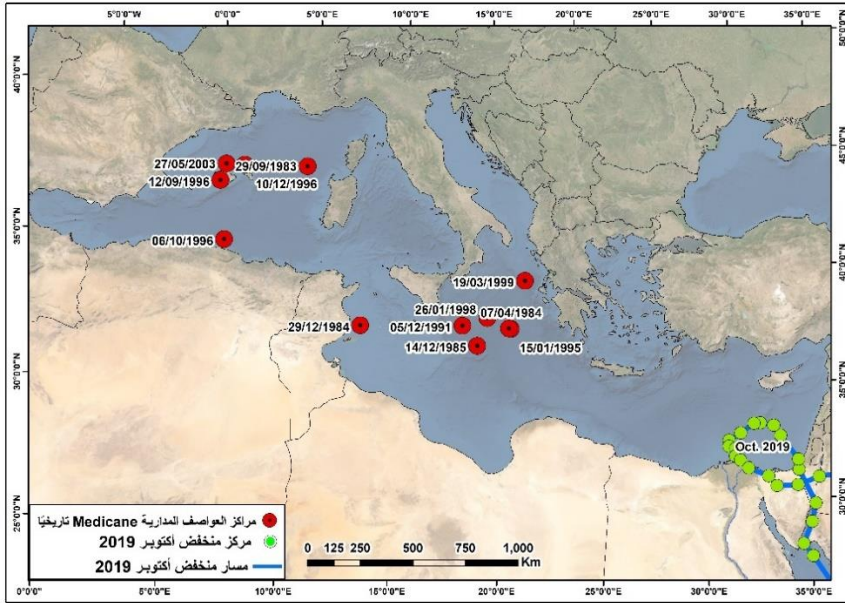 5°0'0"W 0°0'0" 5°0'0"E 10°0'0"E 15°0'0"E 20°0'0"E 25°0'0"E 30°0'0"E 35°0'0"E
50°0'0"N
40°0'0"N
45°0'0"N
27/05/2003 29/09/1983
12/09/1996 10/12/1996
35°0'0"N
06/10/1996
40°0'0"N
19/03/1999
26/01/1998 07/04/1984
29/12/1984 05/12/1991
14/12/1985 15/01/1995
30°0'0"N
35°0'0"N
Oct. 2019
30°0'0"N
25°0'0"N
مراكز العواصف المدارية Medicane تاريخيًا
مركز منخفض أكتوبر 2019
مسار منخفض أكتوبر 2019
0 125 250 500 750 1,000
Km
0°0'0" 5°0'0"E 10°0'0"E 15°0'0"E 20°0'0"E 25°0'0"E 30°0'0"E 35°0'0"E